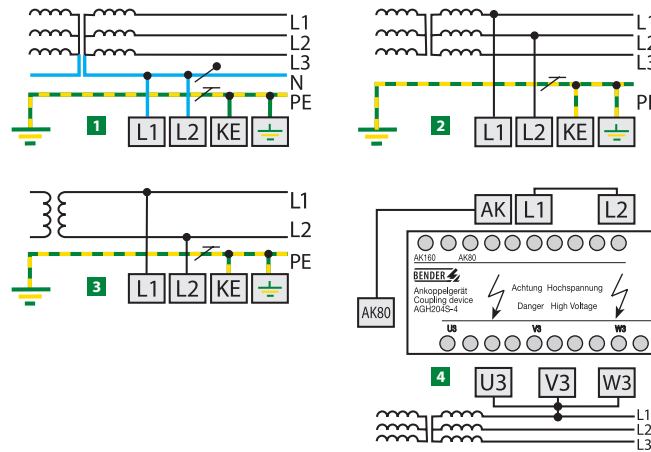 L1
L2
L3
N
PE
1
L1 L2 KE
L1
L2
L3
PE
2
L1 L2 KE
L1
L2
PE
3
L1 L2 KE
AK L1 L2
AK160 AK80
BENDER
Ankoppelgerät
Coupling device
AGH204S-4
Achtung Hochspannung
Danger High Voltage
AK80
U3 V3 W3
4
U3 V3 W3
L1
L2
L3